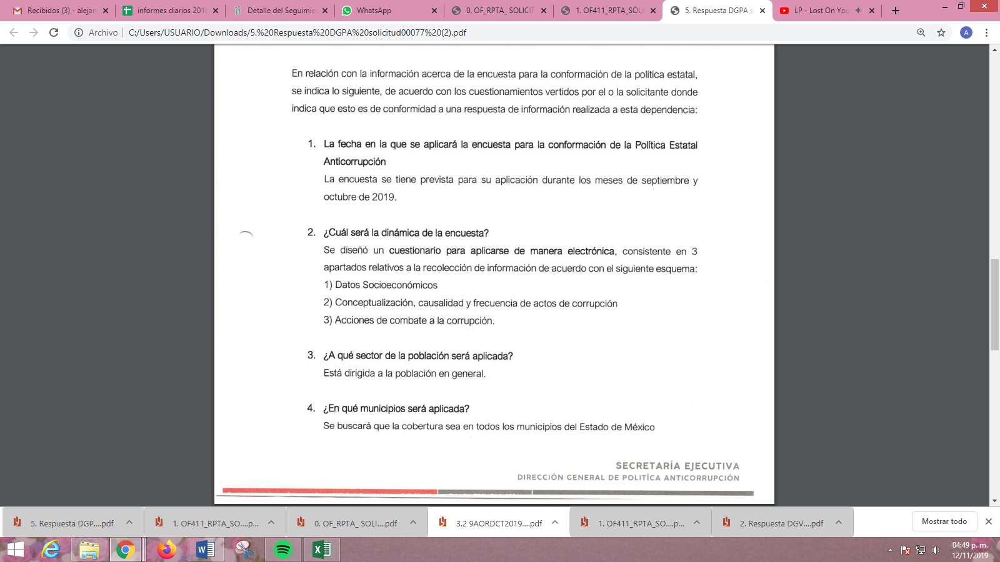 Recibidos (3) - alejan
informes diarios 2018
Detalle del Seguimie
WhatsApp
0. OF_RPTA_ SOLICIT
1. OF411_RPTA_SOLI
5. Respuesta DGPA s
LP - Lost On You
Archivo
C:/Users/USUARIO/Downloads/5.%20Respuesta%20DGPA%20solicitud00077%20(2).pdf
A
En relación con la información acerca de la encuesta para la conformación de la política estatal,
se indica lo siguiente, de acuerdo con los cuestionamientos vertidos por el o la solicitante donde
indica que esto es de conformidad a una respuesta de información realizada a esta dependencia:
1. La fecha en la que se aplicará la encuesta para la conformación de la Política Estatal
Anticorrupción
La encuesta se tiene prevista para su aplicación durante los meses de septiembre y
octubre de 2019.
2. ¿Cuál será la dinámica de la encuesta?
Se diseñó un cuestionario para aplicarse de manera electrónica, consistente en 3
apartados relativos a la recolección de información de acuerdo con el siguiente esquema:
1) Datos Socioeconómicos
2) Conceptualización, causalidad y frecuencia de actos de corrupción
3) Acciones de combate a la corrupción.
3. ¿A qué sector de la población será aplicada?
Está dirigida a la población en general.
4. ¿En qué municipios será aplicada?
Se buscará que la cobertura sea en todos los municipios del Estado de México
SECRETARÍA EJECUTIVA
DIRECCIÓN GENERAL DE POLITÍCA ANTICORRUPCIÓN
5. Respuesta DGP....pdf
1. OF411_RPTA_SO....p...
0. OF_RPTA_ SOLI....pdf
3.2 9AORDCT2019....pdf
1. OF411_RPTA_SO....p...
2. Respuesta DGV....pdf
Mostrar todo
04:49 p. m.
12/11/2019